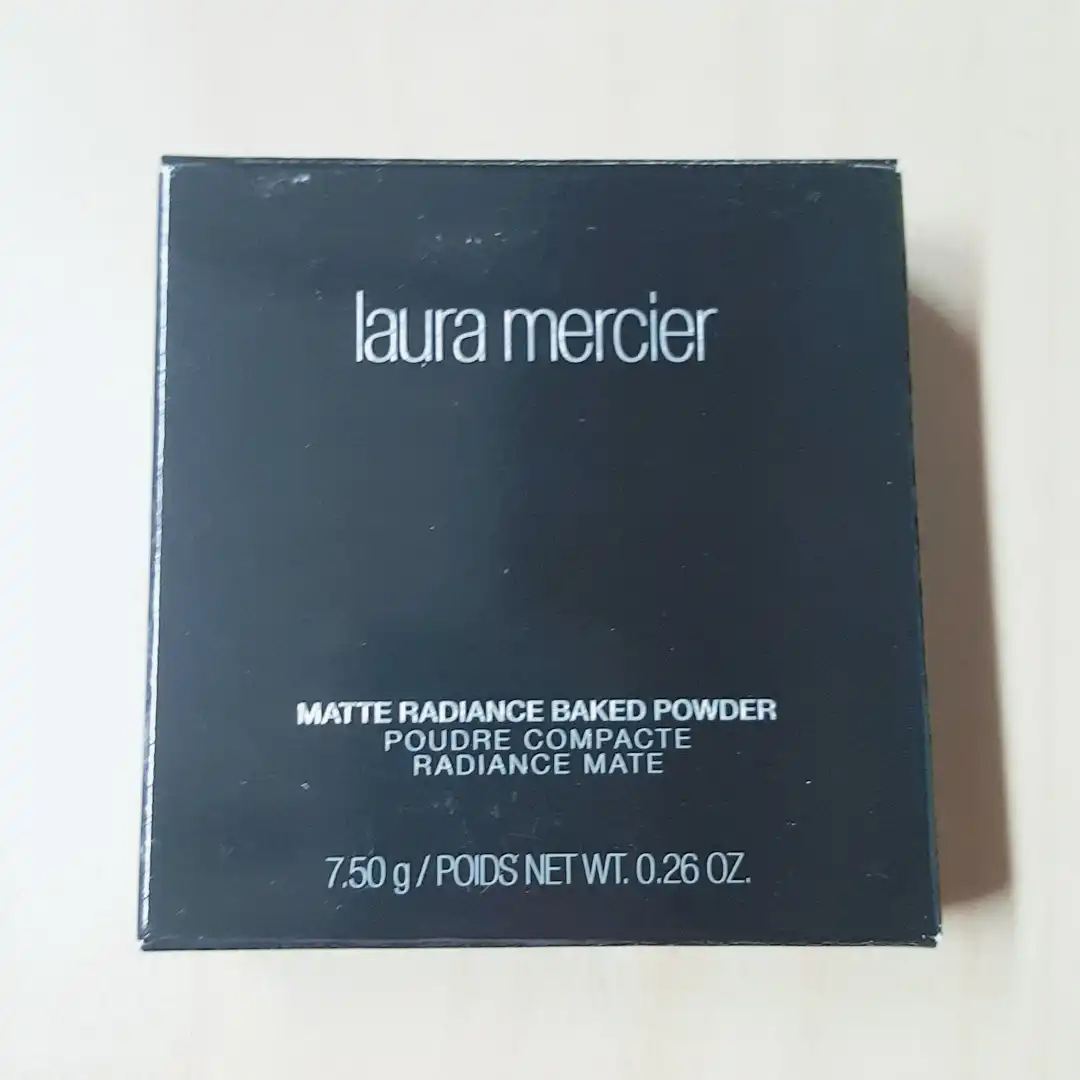 laura mercier
MATTE RADIANCE BAKED POWDER
POUDRE COMPACTE
RADIANCE MATE
7.50 g / POIDS NET WT. 0.26 OZ.